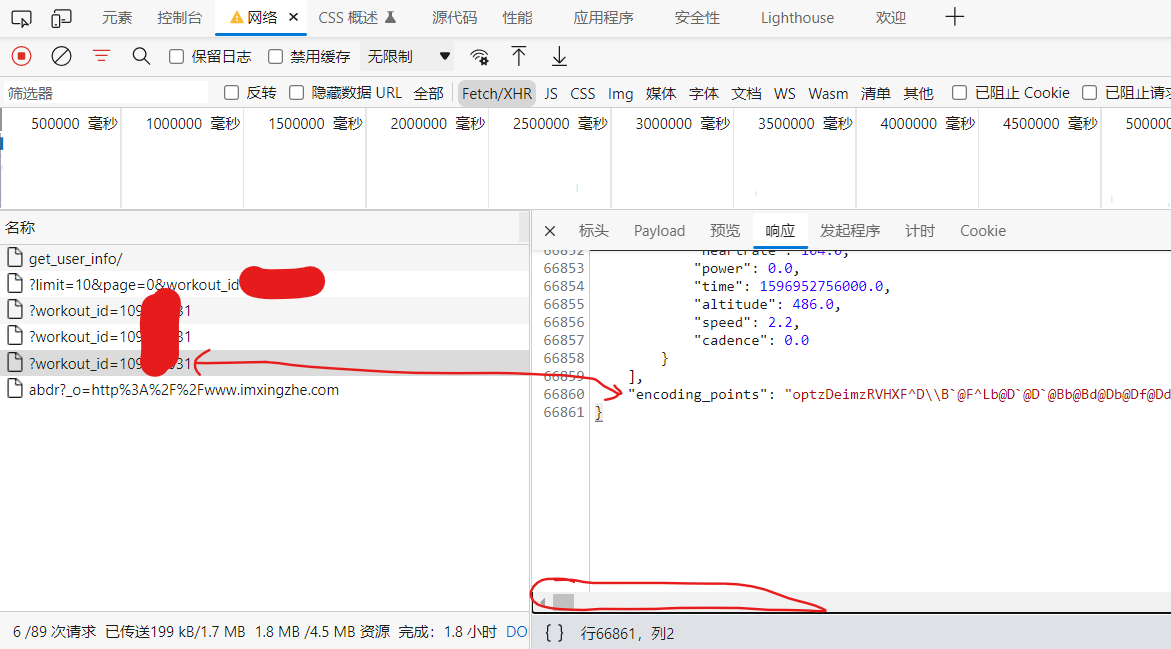 元素 控制台 网络 CSS 概述 源代码 性能 应用程序 安全性 Lighthouse 欢迎
保留日志 禁用缓存 无限制
筛选器 反转 隐藏数据 URL 全部 Fetch/XHR JS CSS Img 媒体 字体 文档 WS Wasm 清单 其他 已阻止 Cookie 已阻止请求
500000 毫秒 1000000 毫秒 1500000 毫秒 2000000 毫秒 2500000 毫秒 3000000 毫秒 3500000 毫秒 4000000 毫秒 4500000 毫秒 50000
名称
get_user_info/
?limit=10&page=0&workout_id
?workout_id=109 31
?workout_id=10 31
?workout_id=109 031
abdr?_o=http%3A%2F%2Fwww.imxingzhe.com
标头 Payload 预览 响应 发起程序 计时 Cookie
66852 "heartrate": 104.0,
66853 "power": 0.0,
66854 "time": 1596952756000.0,
66855 "altitude": 486.0,
66856 "speed": 2.2,
66857 "cadence": 0.0
66858 }
66859 ],
66860 "encoding_points": "optzDeimzRVHXF^D\\B`@F^Lb@D`@D`@Bb@Bd@Db@Df@Dd
66861 }
6 /89 次请求 已传送199 kB/1.7 MB 1.8 MB /4.5 MB 资源 完成: 1.8 小时 DO
{ } 行66861，列2